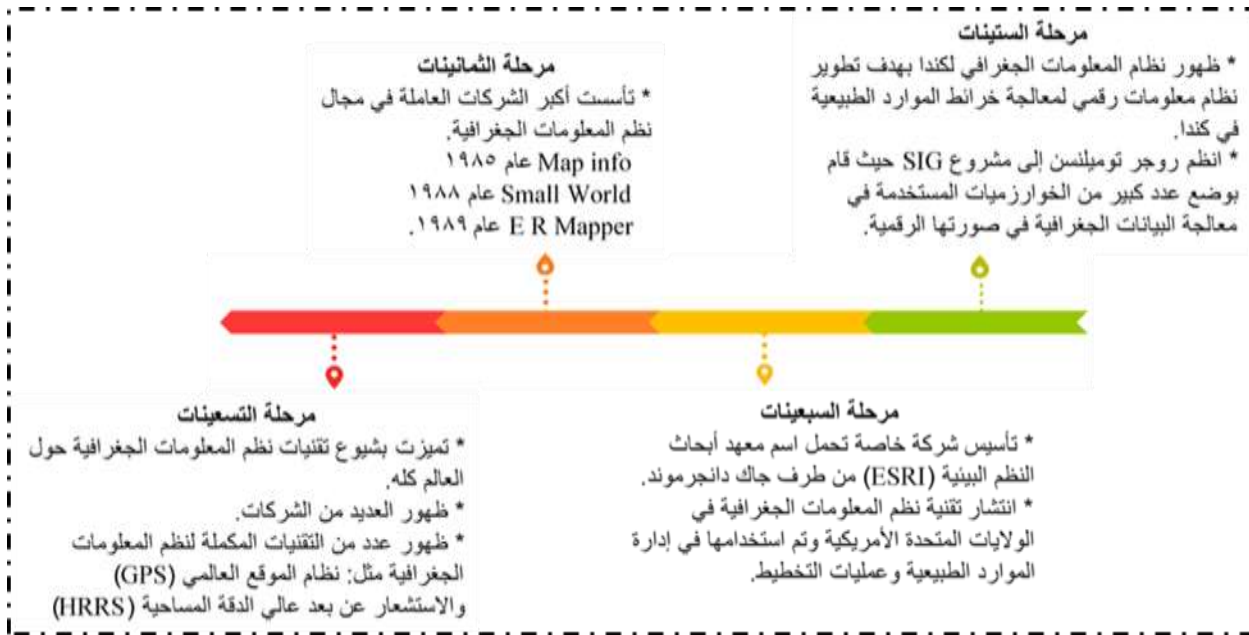 مرحلة الستينات
* ظهور نظام المعلومات الجغرافي لكندا بهدف تطوير
نظام معلومات رقمي لمعالجة خرائط الموارد الطبيعية
في كندا.
* انظم روجر توميلنسن إلى مشروع SIG حيث قام
بوضع عدد كبير من الخوارزميات المستخدمة في
معالجة البيانات الجغرافية في صورتها الرقمية.
مرحلة السبعينات
* تأسيس شركة خاصة تحمل اسم معهد أبحاث
النظم البيئية (ESRI) من طرف جاك دانجرموند.
* انتشار تقنية نظم المعلومات الجغرافية في
الولايات المتحدة الأمريكية وتم استخدامها في إدارة
الموارد الطبيعية وعمليات التخطيط.
مرحلة الثمانينات
* تأسست أكبر الشركات العاملة في مجال
نظم المعلومات الجغرافية.
Map info عام ١٩٨٥
Small World عام ١٩٨٨
E R Mapper عام ١٩٨٩.
مرحلة التسعينات
* تميزت بشيوع تقنيات نظم المعلومات الجغرافية حول
العالم كله.
* ظهور العديد من الشركات.
* ظهور عدد من التقنيات المكملة لنظم المعلومات
الجغرافية مثل: نظام الموقع العالمي (GPS)
والاستشعار عن بعد عالي الدقة المساحية (HRRS)